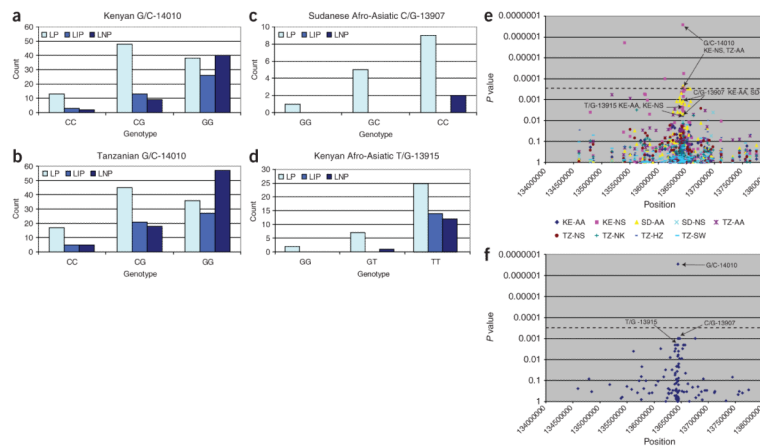 a Kenyan G/C-14010
LP LIP LNP
60
50
40
30
20
10
0
Count
CC CG GG
Genotype
b Tanzanian G/C-14010
LP LIP LNP
60
50
40
30
20
10
0
Count
CC CG GG
Genotype
c Sudanese Afro-Asiatic C/G-13907
LP LIP LNP
10
8
6
4
2
0
Count
GG GC CC
Genotype
d Kenyan Afro-Asiatic T/G-13915
LP LIP LNP
30
25
20
15
10
5
0
Count
GG GT TT
Genotype
e
0.0000001
0.000001
0.00001
0.0001
0.001
0.01
0.1
1
P value
G/C-14010
KE-NS, TZ-AA
C/G-13907 KE-AA, SD-
T/G-13915 KE-AA, KE-NS
134000000
134500000
135000000
135500000
136000000
136500000
137000000
137500000
Position
KE-AA KE-NS SD-AA SD-NS TZ-AA
TZ-NS TZ-NK TZ-HZ TZ-SW
f
0.0000001
0.000001
0.00001
0.0001
0.001
0.01
0.1
1
P value
G/C-14010
T/G -13915
C/G-13907
134000000
134500000
135000000
135500000
136000000
136500000
137000000
137500000
Position